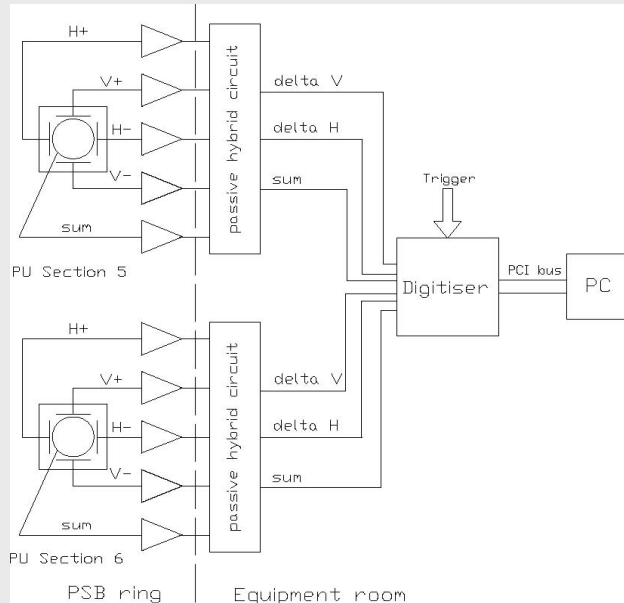 H+
V+
H-
V-
sum
PU Section 5
passive hybrid circuit
delta V
delta H
sum
Trigger
Digitiser
PCI bus
PC
H+
V+
H-
V-
sum
PU Section 6
passive hybrid circuit
delta V
delta H
sum
PSB ring
Equipment room